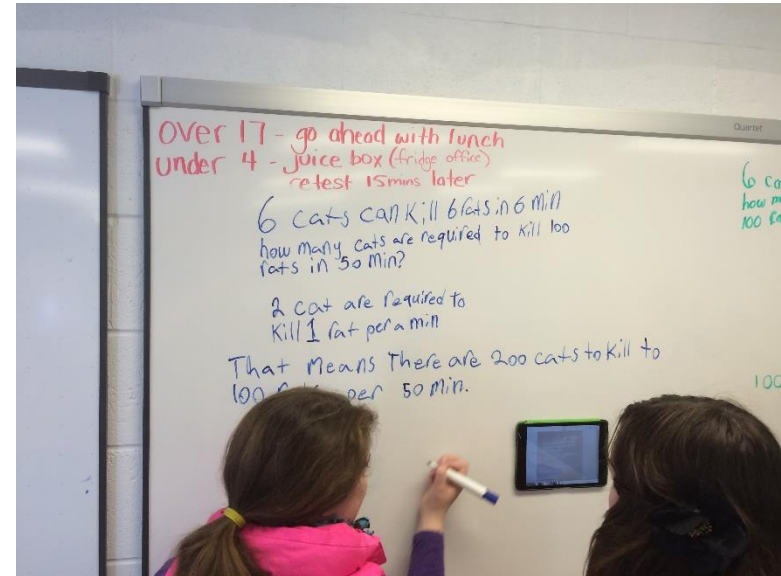 Quartet
over 17 - go ahead with lunch
under 4 - juice box (fridge office)
retest 15mins later
6 cats can kill 6 rats in 6 min
how many cats are required to kill 100
rats in 50 min?
2 cat are required to
kill 1 rat per a min
That means There are 200 cats to kill to
100 per 50 min.
6 co
how m
100
100